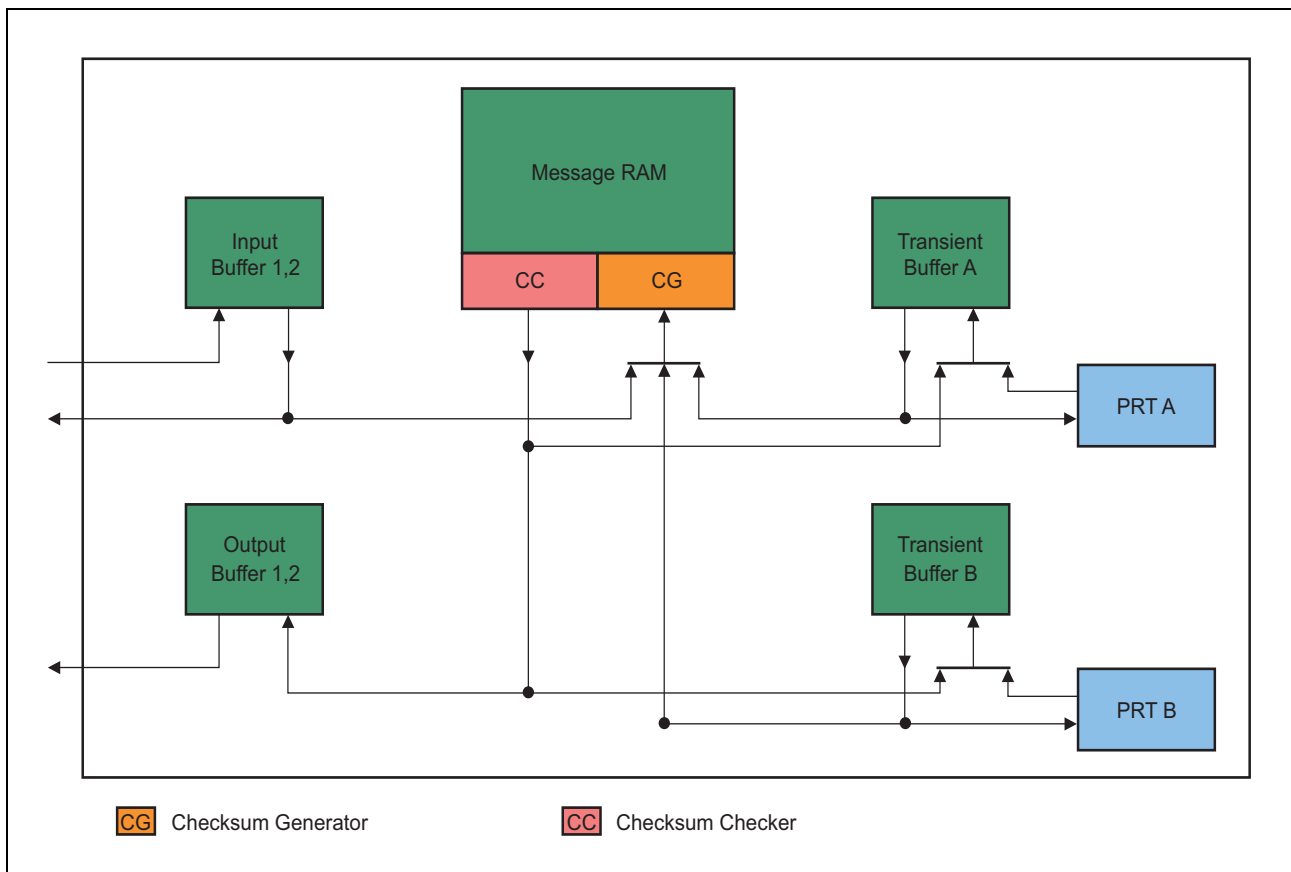 Message RAM
CC
CG
Input
Buffer 1,2
Transient
Buffer A
PRT A
Output
Buffer 1,2
Transient
Buffer B
PRT B
CG Checksum Generator
CC Checksum Checker